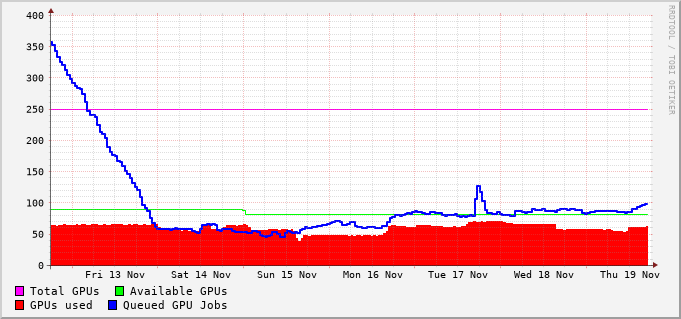 RRDTOOL / TOBI OETIKER
400
350
300
250
200
150
100
50
0
Fri 13 Nov Sat 14 Nov Sun 15 Nov Mon 16 Nov Tue 17 Nov Wed 18 Nov Thu 19 Nov
Total GPUs Available GPUs
GPUs used Queued GPU Jobs